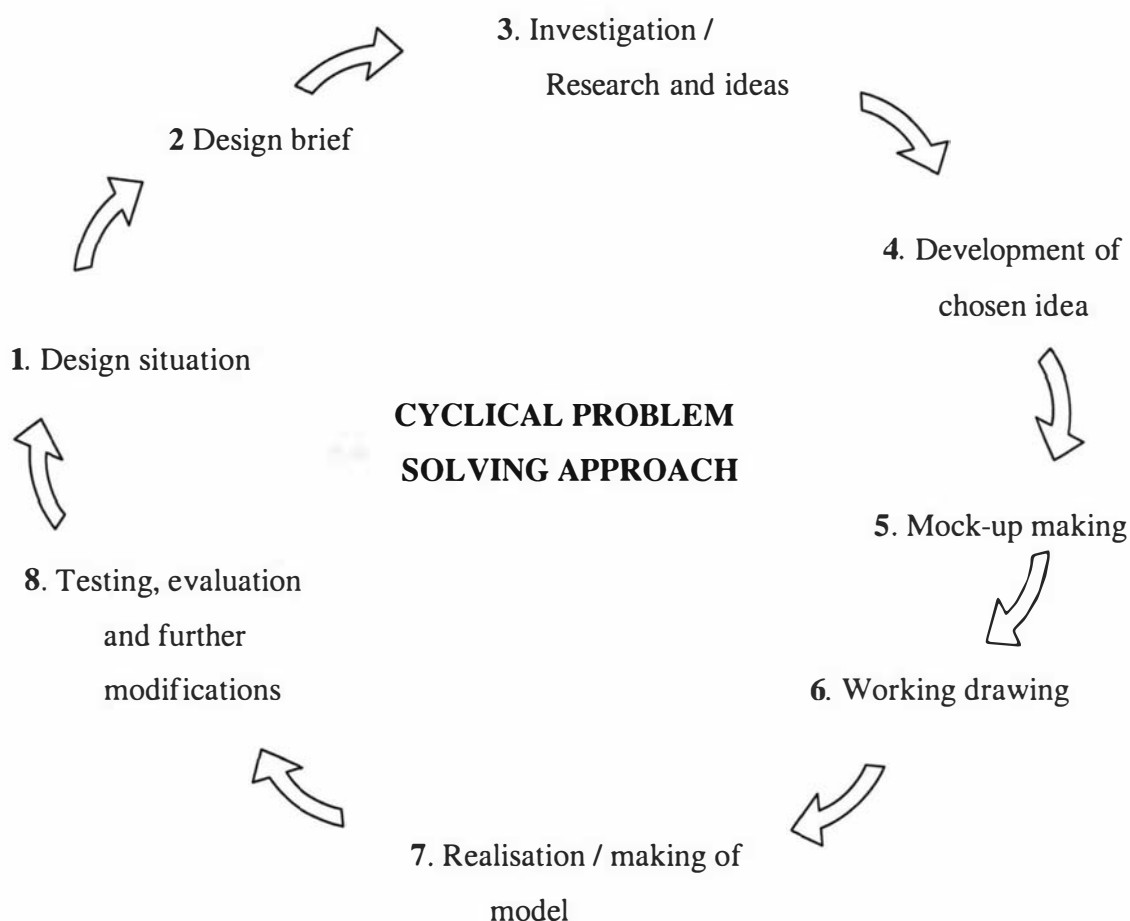 3. Investigation /
Research and ideas
2 Design brief
4. Development of
chosen idea
1. Design situation
CYCLICAL PROBLEM
SOLVING APPROACH
5. Mock-up making
8. Testing, evaluation
and further
modifications
6. Working drawing
7. Realisation / making of
model